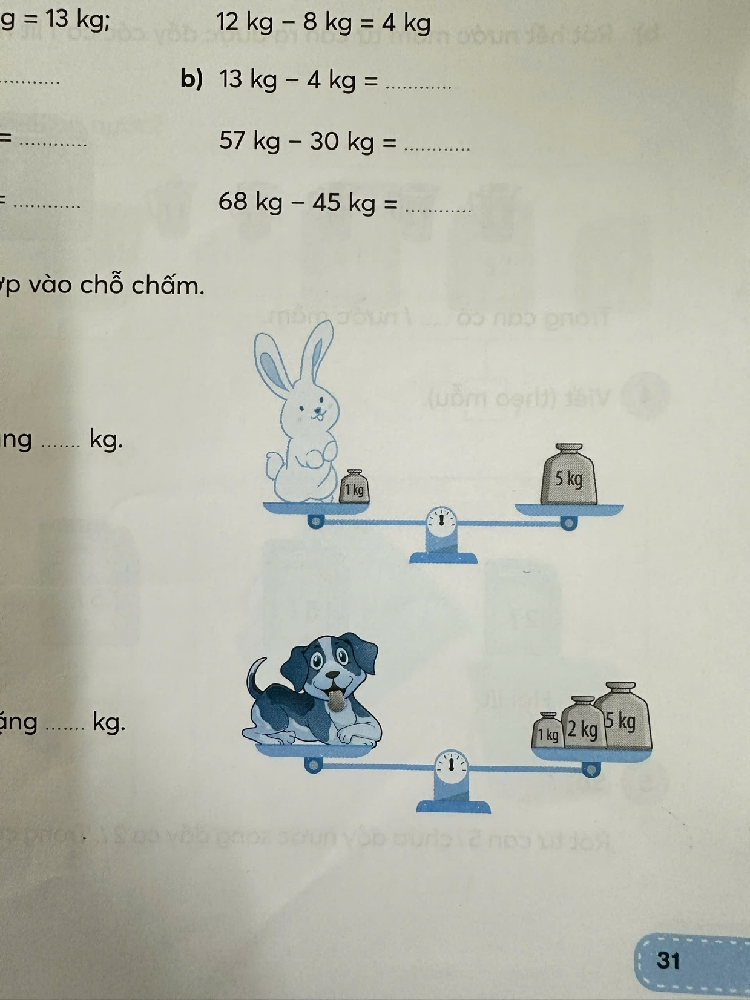 g = 13 kg; 12 kg – 8 kg = 4 kg
............ b) 13 kg – 4 kg = ............
= ............ 57 kg – 30 kg = ............
= ............ 68 kg – 45 kg = ............
ợp vào chỗ chấm.
ng ....... kg.
5 kg
1 kg
ặng ....... kg.
1 kg 2 kg 5 kg
31